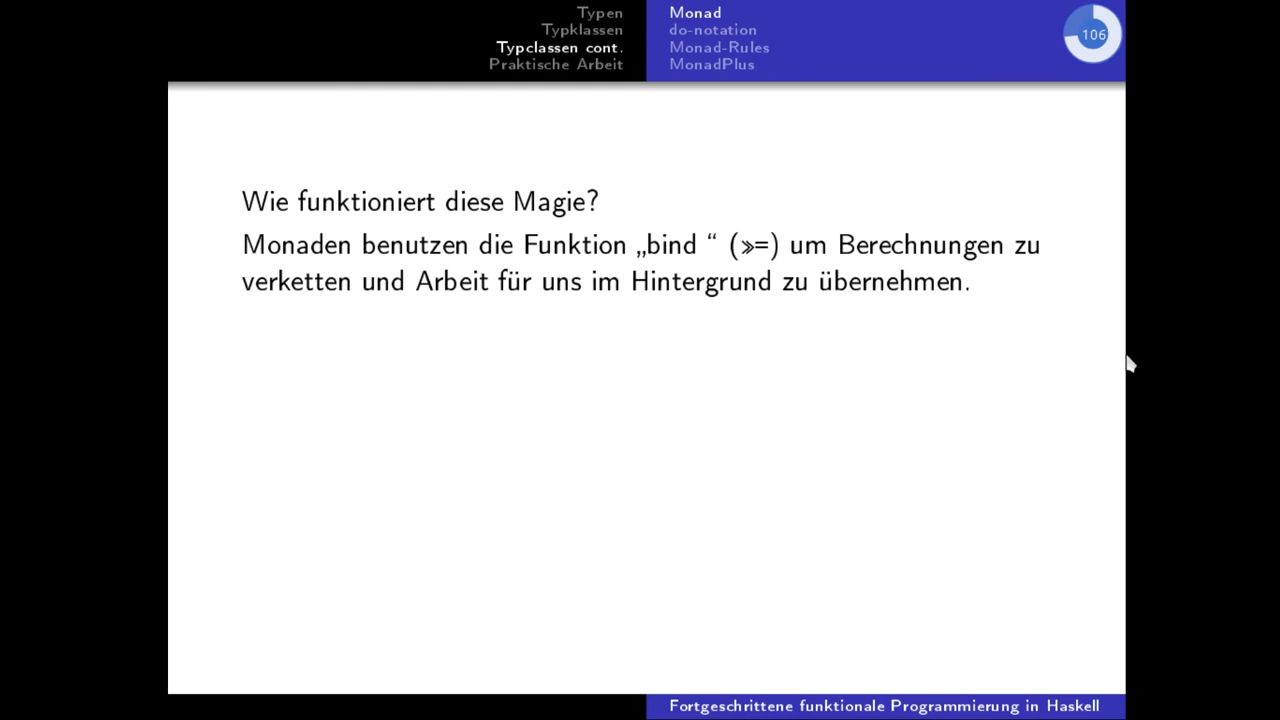 Typen
Typklassen
Typclassen cont.
Praktische Arbeit
Monad
do-notation
Monad-Rules
MonadPlus
106
Wie funktioniert diese Magie?
Monaden benutzen die Funktion „bind “ (>>=) um Berechnungen zu
verketten und Arbeit für uns im Hintergrund zu übernehmen.
Fortgeschrittene funktionale Programmierung in Haskell